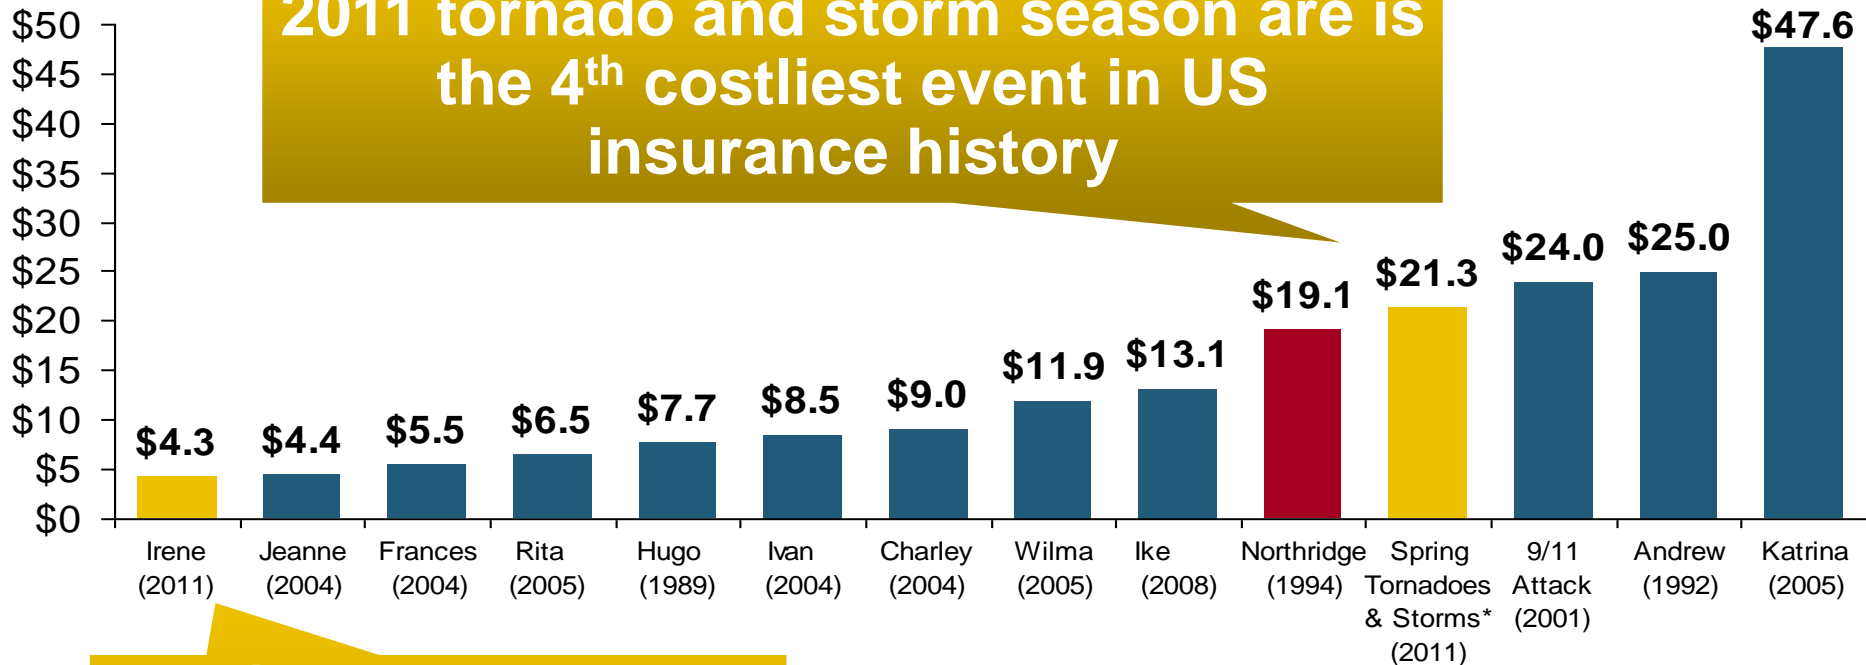 2011 tornado and storm season are is
the 4th costliest event in US
insurance history
$50
$45
$40
$35
$30
$25
$20
$15
$10
$5
$0
$4.3
$4.4
$5.5
$6.5
$7.7
$8.5
$9.0
$11.9
$13.1
$19.1
$21.3
$24.0
$25.0
$47.6
Irene
(2011)
Jeanne
(2004)
Frances
(2004)
Rita
(2005)
Hugo
(1989)
Ivan
(2004)
Charley
(2004)
Wilma
(2005)
Ike
(2008)
Northridge
(1994)
Spring
Tornadoes
& Storms*
(2011)
9/11
Attack
(2001)
Andrew
(1992)
Katrina
(2005)